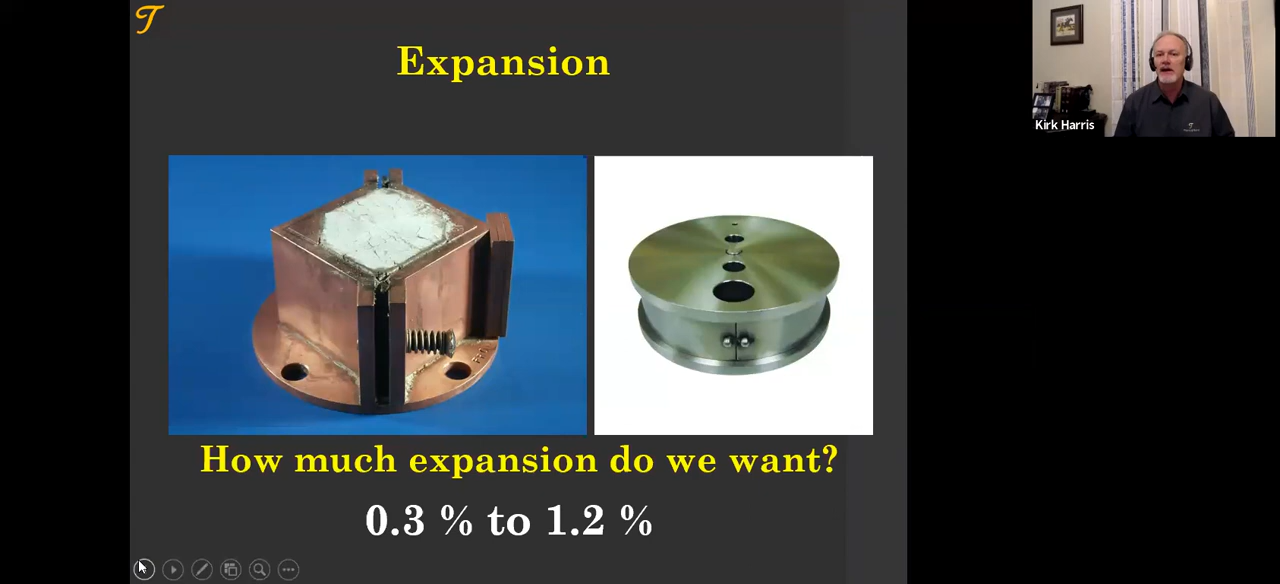 T
Expansion
Kirk Harris
How much expansion do we want?
0.3 % to 1.2 %